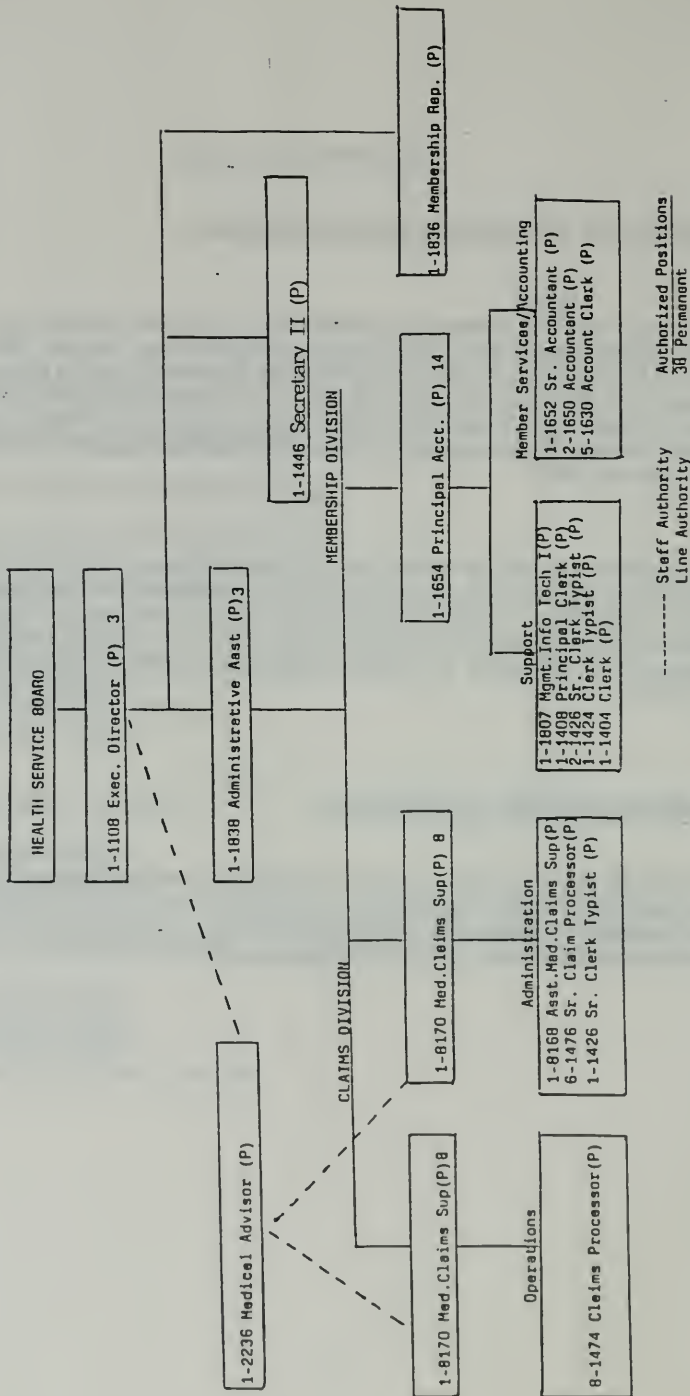 HEALTH SERVICE BOARD
1-1108 Exec. Director (P) 3
1-2236 Medical Advisor (P)
1-1838 Administrative Asst (P)3
1-1446 Secretary II (P)
CLAIMS DIVISION
MEMBERSHIP DIVISION
1-8170 Med.Claims Sup(P)8
1-8170 Med.Claims Sup(P) 8
1-1654 Principal Acct. (P) 14
1-1836 Membership Rep. (P)
Operations
8-1474 Claims Processor(P)
Administration
1-8168 Asst.Med.Claims Sup(P)
6-1476 Sr. Claim Processor(P)
1-1426 Sr. Clerk Typist (P)
Support
1-1807 Mgmt.Info Tech I(P)
1-1408 Principal Clerk (P)
2-1426 Sr. Clerk Typist (P)
1-1424 Clerk Typist (P)
1-1404 Clerk (P)
Member Services/Accounting
1-1652 Sr. Accountant (P)
2-1650 Accountant (P)
5-1630 Account Clerk (P)
--------- Staff Authority
Line Authority
Authorized Positions
38 Permanent